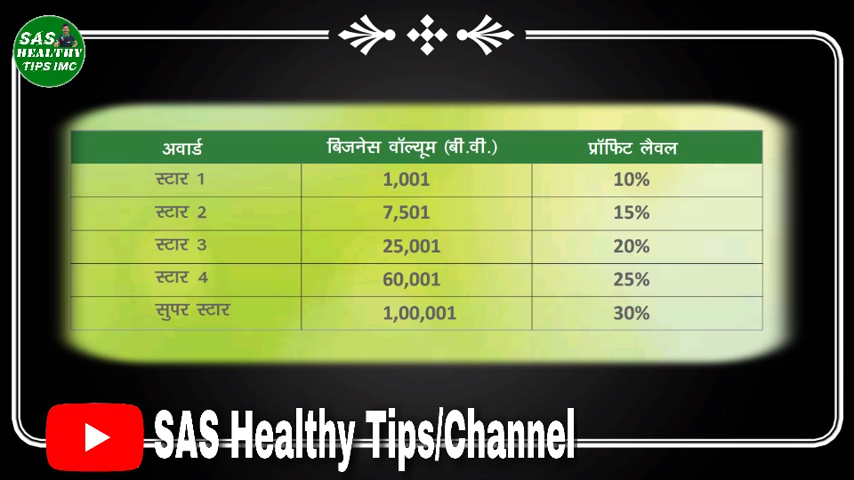 SAS
HEALTHY
TIPS IMC
अवार्ड बिजनेस वॉल्यूम (बी.वी.) प्रॉफिट लैवल
स्टार 1 1,001 10%
स्टार 2 7,501 15%
स्टार 3 25,001 20%
स्टार 4 60,001 25%
सुपर स्टार 1,00,001 30%
SAS Healthy Tips/Channel